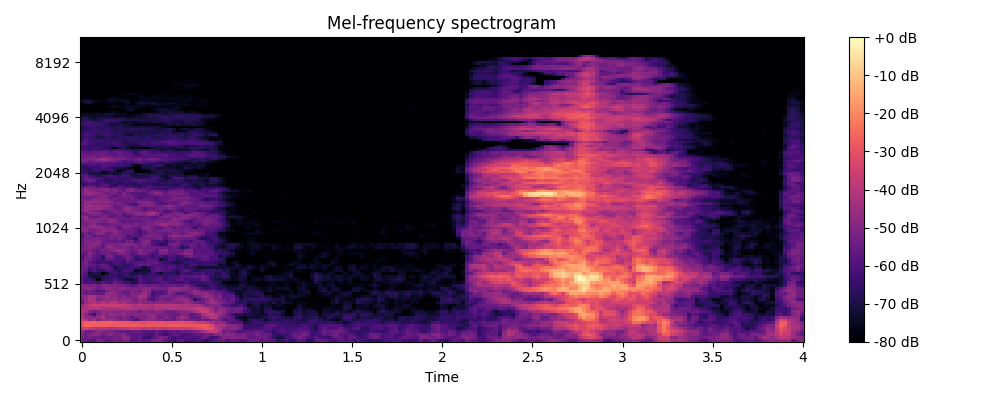 Mel-frequency spectrogram
Hz
8192
4096
2048
1024
512
0
0 0.5 1 1.5 2 2.5 3 3.5 4
Time
+0 dB
-10 dB
-20 dB
-30 dB
-40 dB
-50 dB
-60 dB
-70 dB
-80 dB